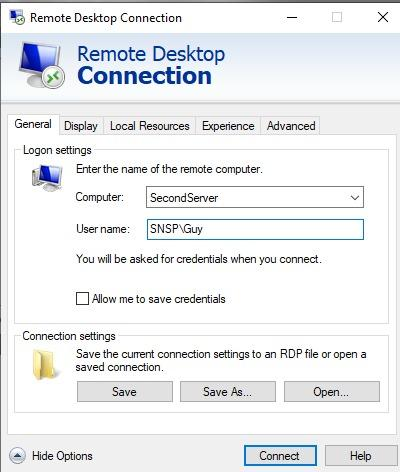 Remote Desktop Connection
Remote Desktop
Connection
General Display Local Resources Experience Advanced
Logon settings
Enter the name of the remote computer.
Computer: SecondServer
User name: SNSP\Guy
You will be asked for credentials when you connect.
Allow me to save credentials
Connection settings
Save the current connection settings to an RDP file or open a
saved connection.
Save Save As... Open...
Hide Options Connect Help